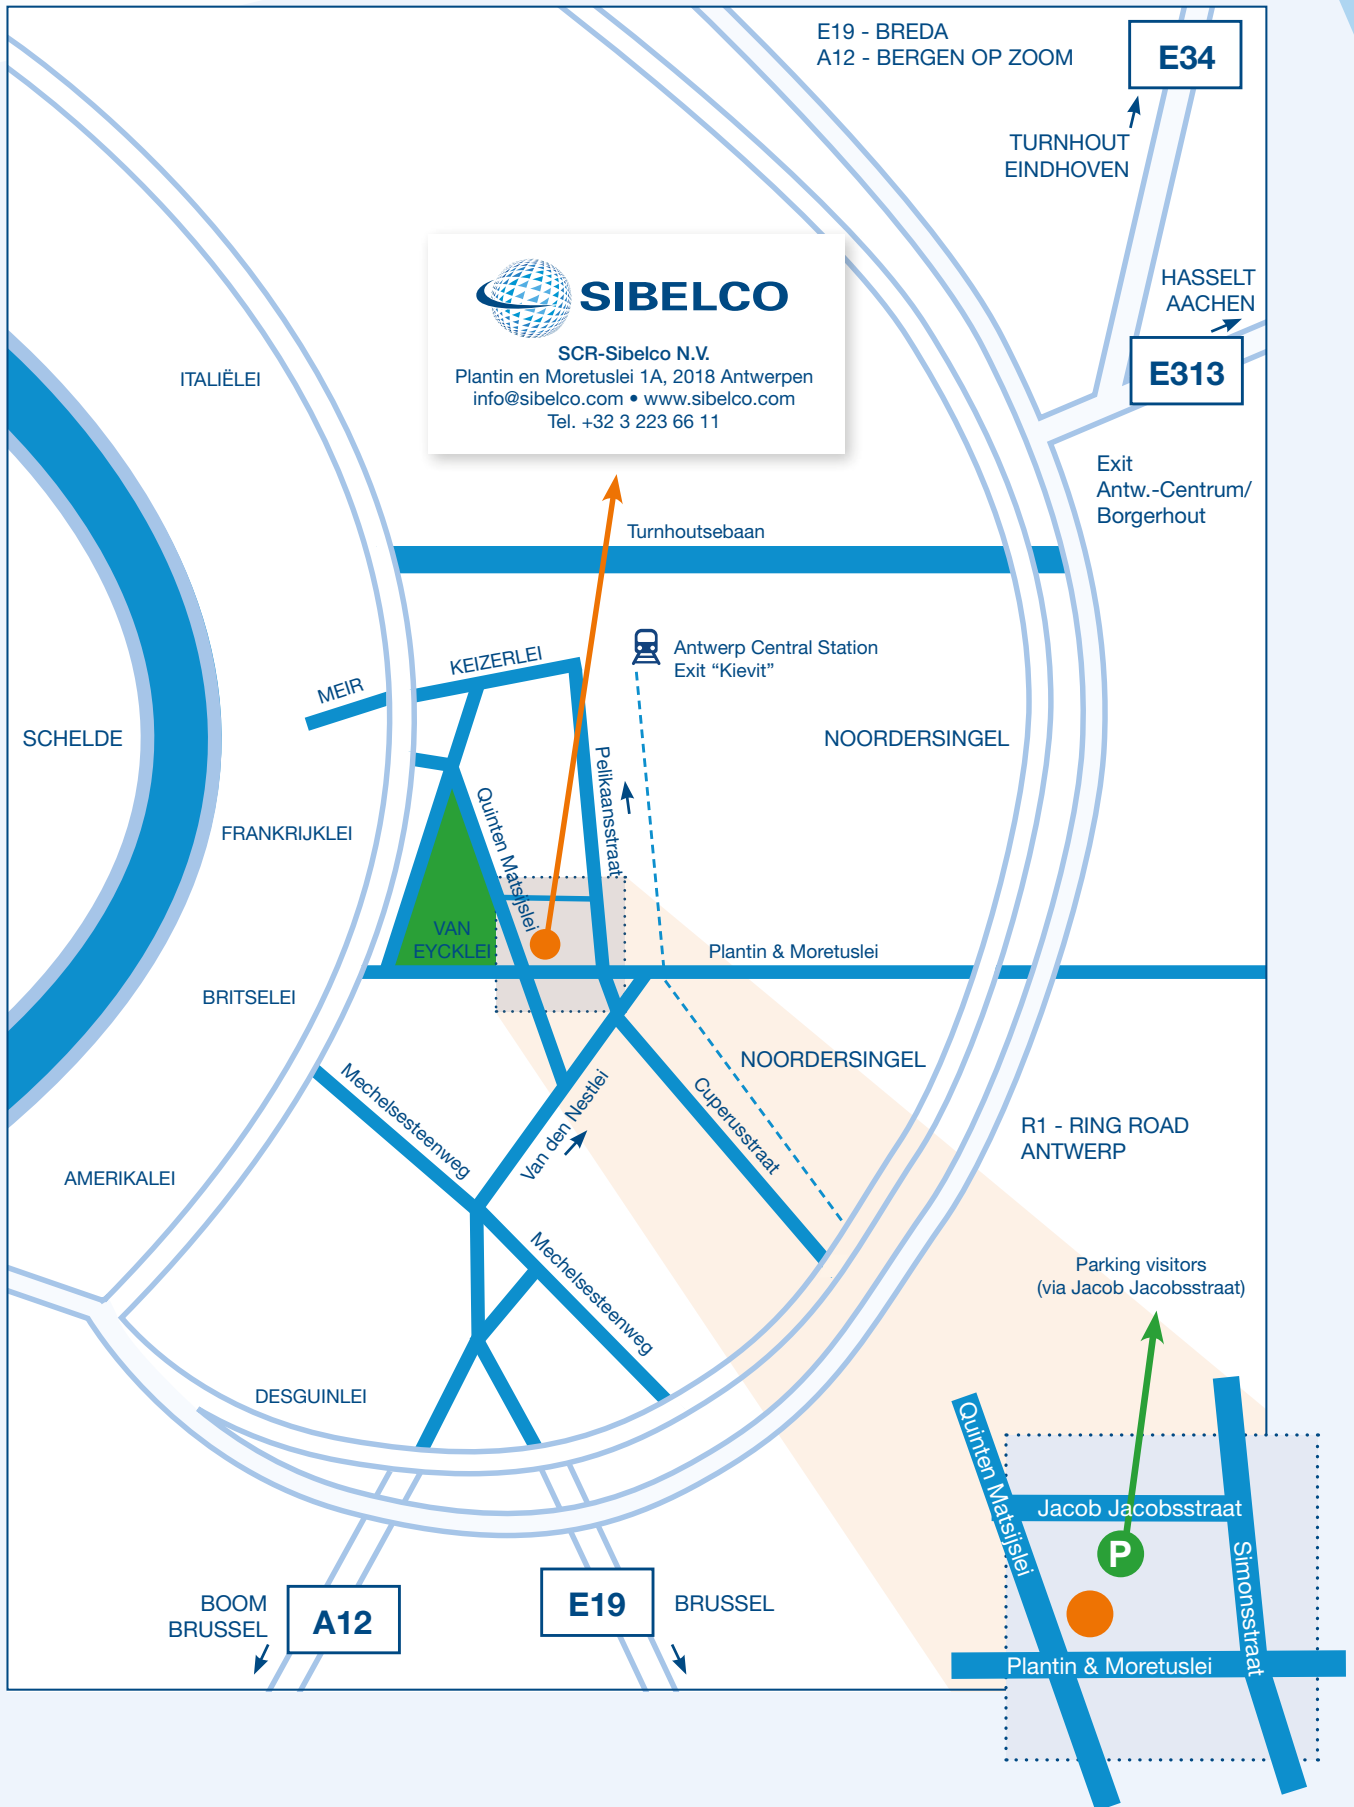 E19 - BREDA
A12 - BERGEN OP ZOOM
E34
TURNHOUT
EINDHOVEN
HASSELT
AACHEN
E313
SIBELCO
SCR-Sibelco N.V.
Plantin en Moretuslei 1A, 2018 Antwerpen
info@sibelco.com • www.sibelco.com
Tel. +32 3 223 66 11
ITALIËLEI
Exit
Antw.-Centrum/
Borgerhout
Turnhoutsebaan
Antwerp Central Station
Exit “Kievit”
KEIZERLEI
MEIR
SCHELDE
NOORDERSINGEL
Pelikaansstraat
Quinten Matsijslei
FRANKRIJKLEI
VAN
EYCKLEI
Plantin & Moretuslei
BRITSELEI
NOORDERSINGEL
Mechelsesteenweg
Van den Nestlei
Cuperusstraat
R1 - RING ROAD
ANTWERP
AMERIKALEI
Mechelsesteenweg
Parking visitors
(via Jacob Jacobsstraat)
DESGUINLEI
Quinten Matsijslei
Jacob Jacobsstraat
P
Simonsstraat
Plantin & Moretuslei
BOOM
BRUSSEL
A12
E19
BRUSSEL